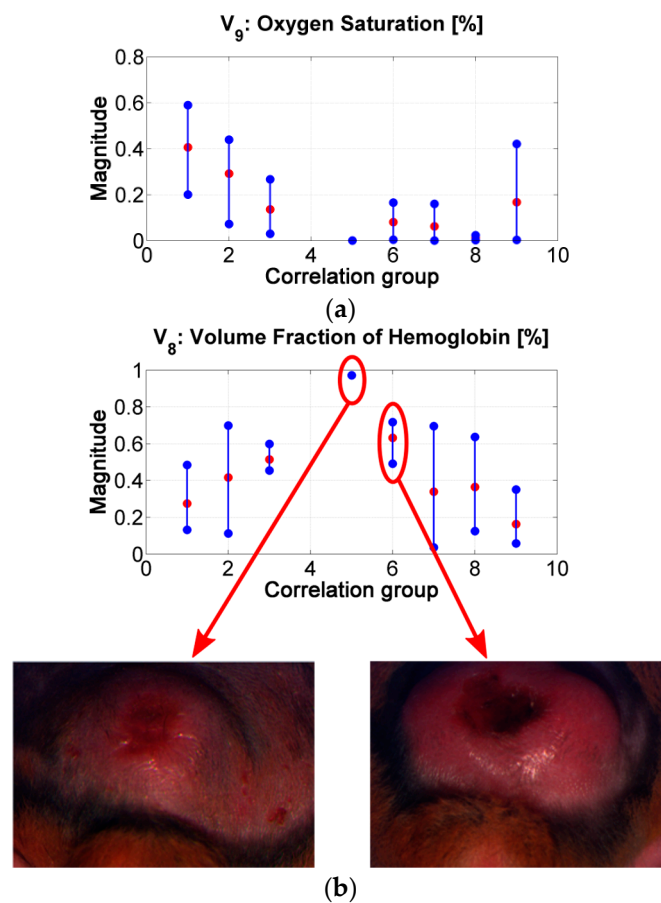 V9: Oxygen Saturation [%]
Magnitude
0.8
0.6
0.4
0.2
0
0 2 4 6 8 10
Correlation group
(a)
V8: Volume Fraction of Hemoglobin [%]
Magnitude
1
0.8
0.6
0.4
0.2
0
0 2 4 6 8 10
Correlation group
(b)